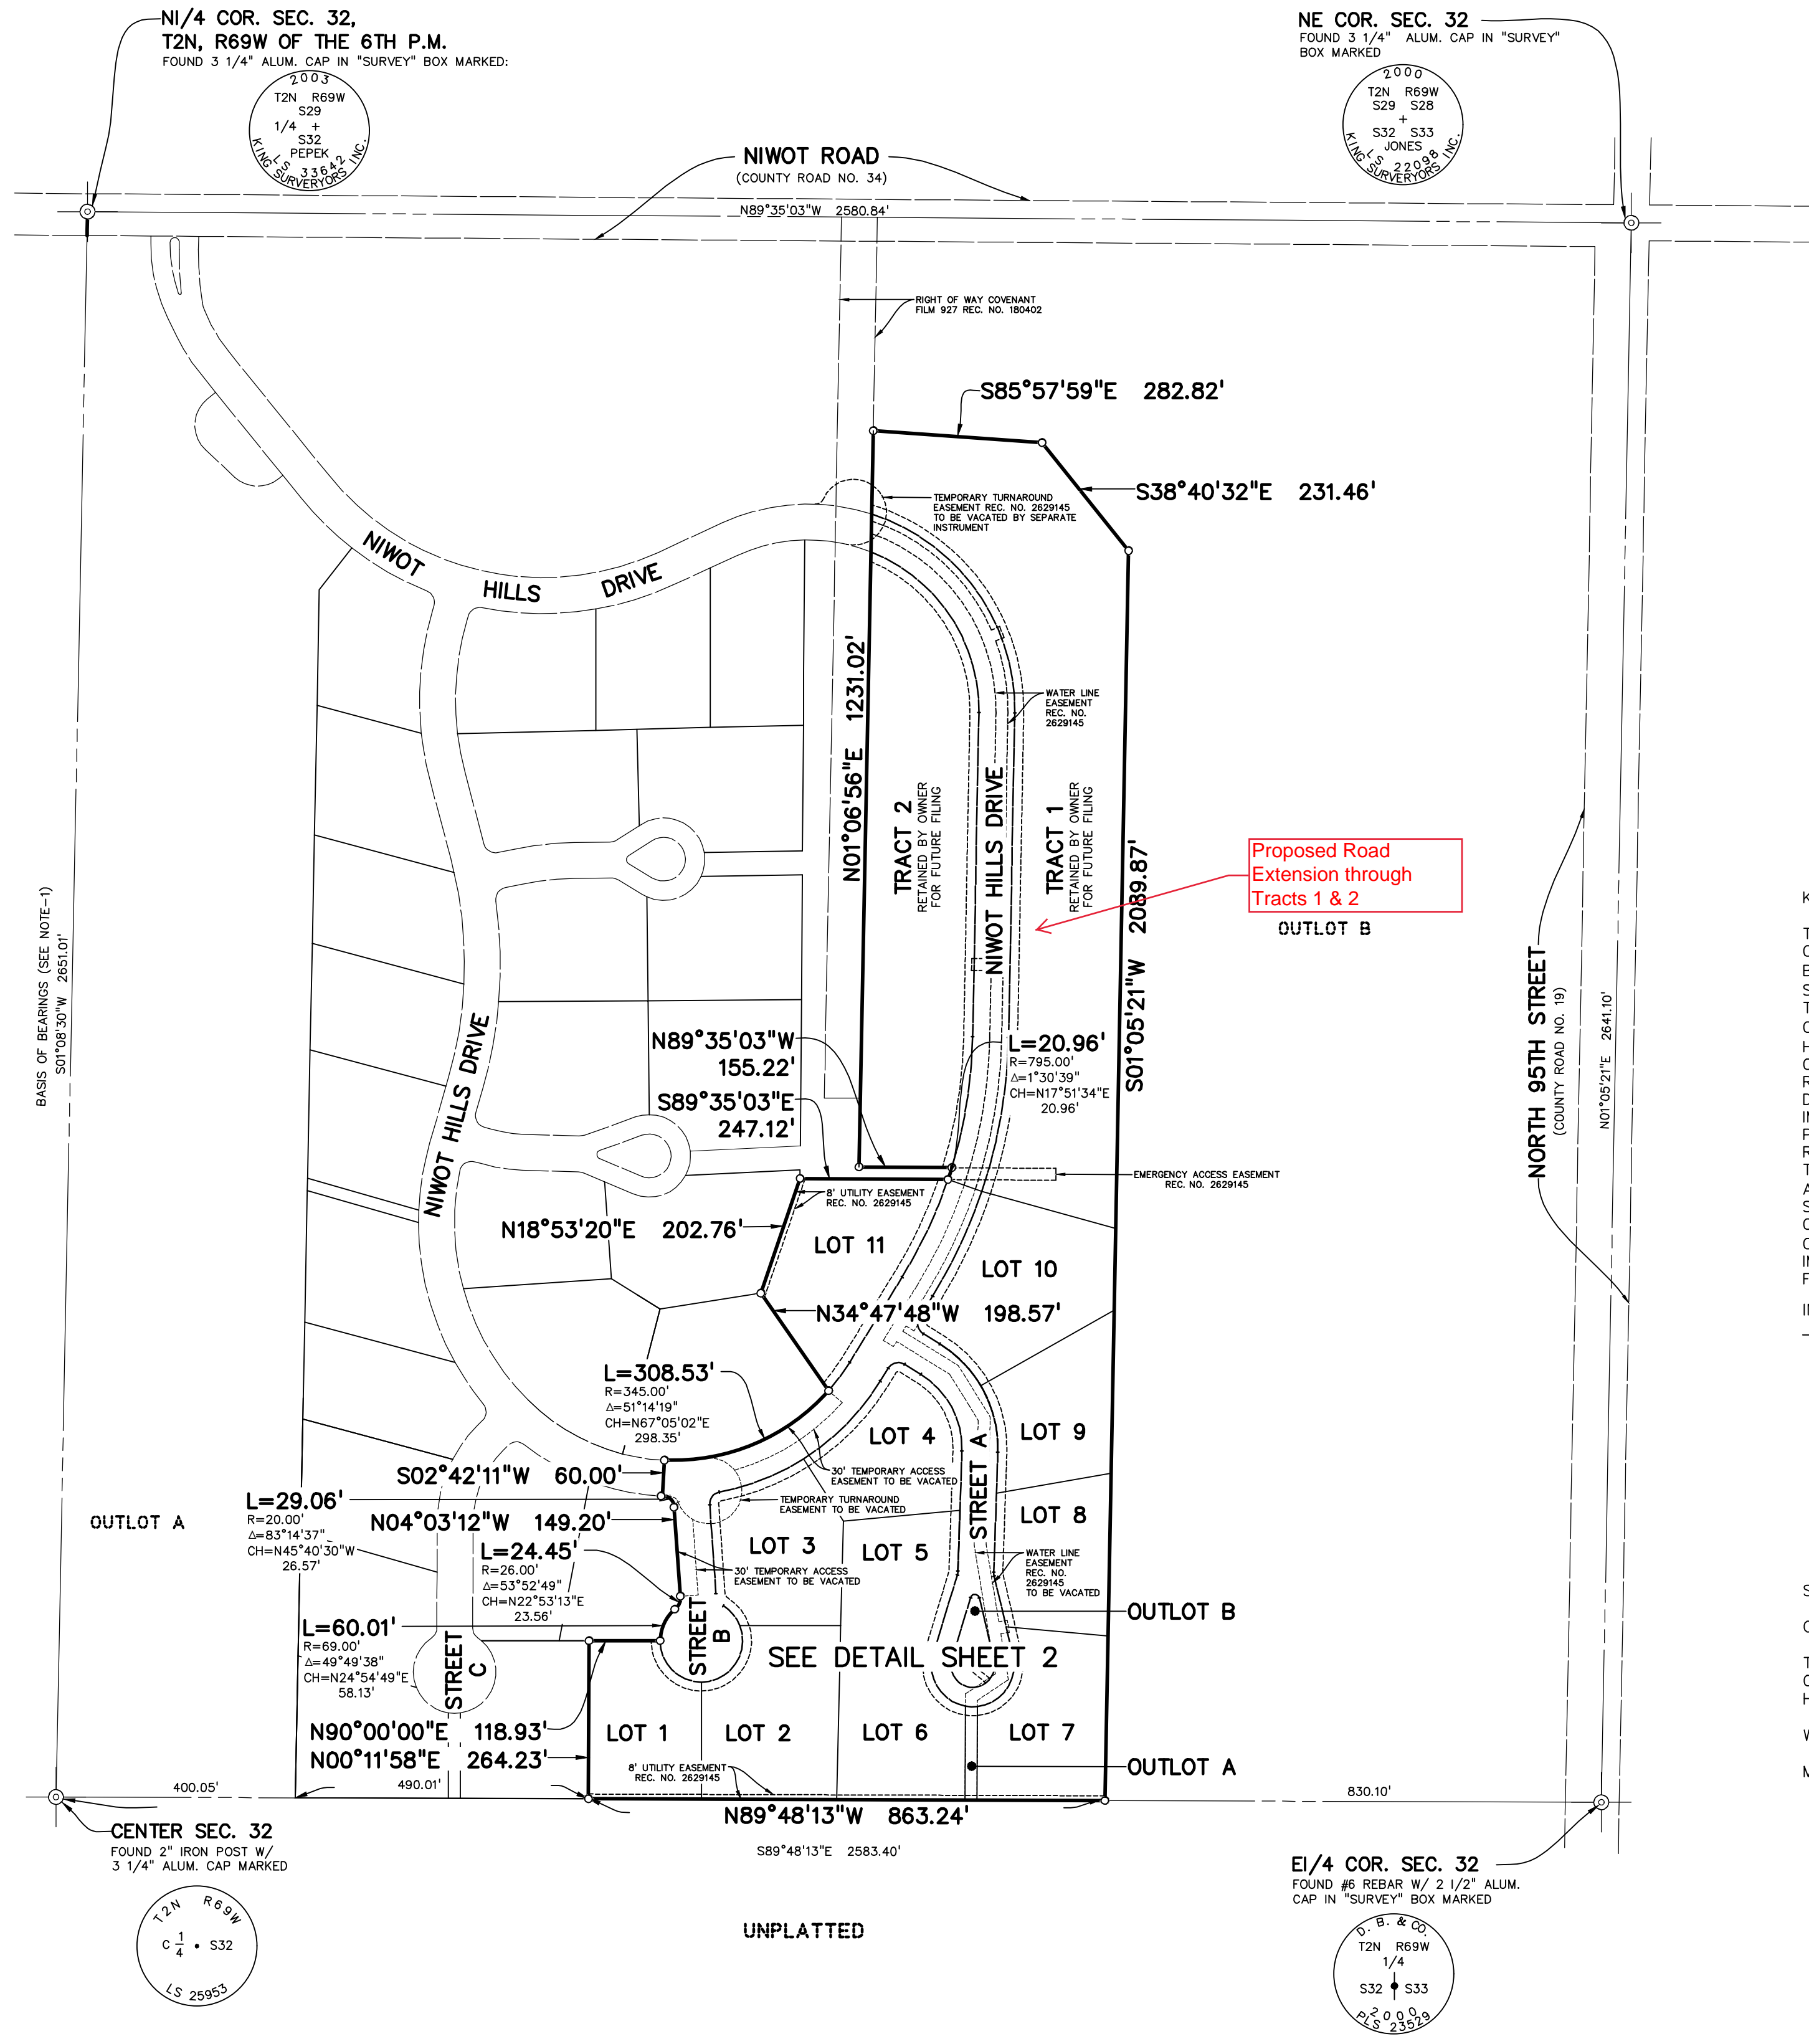 N1/4 COR. SEC. 32,
T2N, R69W OF THE 6TH P.M.
FOUND 3 1/4" ALUM. CAP IN "SURVEY" BOX MARKED:
2003
T2N R69W
S29
1/4 +
S32
PEPEK
LS 33642
KING SURVERYORS INC.
NE COR. SEC. 32
FOUND 3 1/4" ALUM. CAP IN "SURVEY"
BOX MARKED
2000
T2N R69W
S29 S28
+
S32 S33
JONES
LS 22098
KING SURVERYORS INC.
NIWOT ROAD
(COUNTY ROAD NO. 34)
N89°35'03"W 2580.84'
RIGHT OF WAY COVENANT
FILM 927 REC. NO. 180402
S85°57'59"E 282.82'
S38°40'32"E 231.46'
TEMPORARY TURNAROUND
EASEMENT REC. NO. 2629145
TO BE VACATED BY SEPARATE
INSTRUMENT
NIWOT HILLS DRIVE
WATER LINE
EASEMENT
REC. NO.
2629145
N01°06'56"E 1231.02'
TRACT 2
RETAINED BY OWNER
FOR FUTURE FILING
NIWOT HILLS DRIVE
TRACT 1
RETAINED BY OWNER
FOR FUTURE FILING
S01°05'21"W 2089.87'
Proposed Road
Extension through
Tracts 1 & 2
OUTLOT B
BASIS OF BEARINGS (SEE NOTE-1)
S01°08'30"W 2651.01'
NORTH 95TH STREET
(COUNTY ROAD NO. 19)
N01°05'21"E 2641.10'
NIWOT HILLS DRIVE
N89°35'03"W
155.22'
S89°35'03"E
247.12'
L=20.96'
R=795.00'
Δ=1°30'39"
CH=N17°51'34"E
20.96'
EMERGENCY ACCESS EASEMENT
REC. NO. 2629145
8' UTILITY EASEMENT
REC. NO. 2629145
N18°53'20"E 202.76'
LOT 11
LOT 10
N34°47'48"W 198.57'
L=308.53'
R=345.00'
Δ=51°14'19"
CH=N67°05'02"E
298.35'
LOT 4
LOT 9
STREET A
30' TEMPORARY ACCESS
EASEMENT TO BE VACATED
S02°42'11"W 60.00'
TEMPORARY TURNAROUND
EASEMENT TO BE VACATED
L=29.06'
R=20.00'
Δ=83°14'37"
CH=N45°40'30"W
26.57'
OUTLOT A
N04°03'12"W 149.20'
LOT 8
LOT 3
LOT 5
L=24.45'
R=26.00'
Δ=53°52'49"
CH=N22°53'13"E
23.56'
30' TEMPORARY ACCESS
EASEMENT TO BE VACATED
WATER LINE
EASEMENT
REC. NO.
2629145
TO BE VACATED
OUTLOT B
L=60.01'
R=69.00'
Δ=49°49'38"
CH=N24°54'49"E
58.13'
STREET B
STREET C
SEE DETAIL SHEET 2
N90°00'00"E 118.93'
LOT 1
LOT 2
LOT 6
LOT 7
N00°11'58"E 264.23'
8' UTILITY EASEMENT
REC. NO. 2629145
OUTLOT A
400.05'
490.01'
830.10'
N89°48'13"W 863.24'
S89°48'13"E 2583.40'
CENTER SEC. 32
FOUND 2" IRON POST W/
3 1/4" ALUM. CAP MARKED
T2N R69W
C 1/4 • S32
LS 25953
UNPLATTED
E1/4 COR. SEC. 32
FOUND #6 REBAR W/ 2 1/2" ALUM.
CAP IN "SURVEY" BOX MARKED
D. B. & CO.
T2N R69W
1/4
S32 S33
2000
PLS 23529